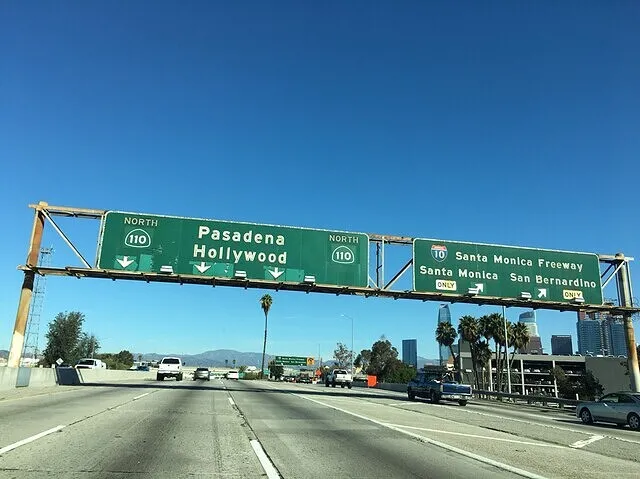 NORTH
110
Pasadena
Hollywood
NORTH
110
10
Santa Monica Freeway
Santa Monica San Bernardino
ONLY
ONLY